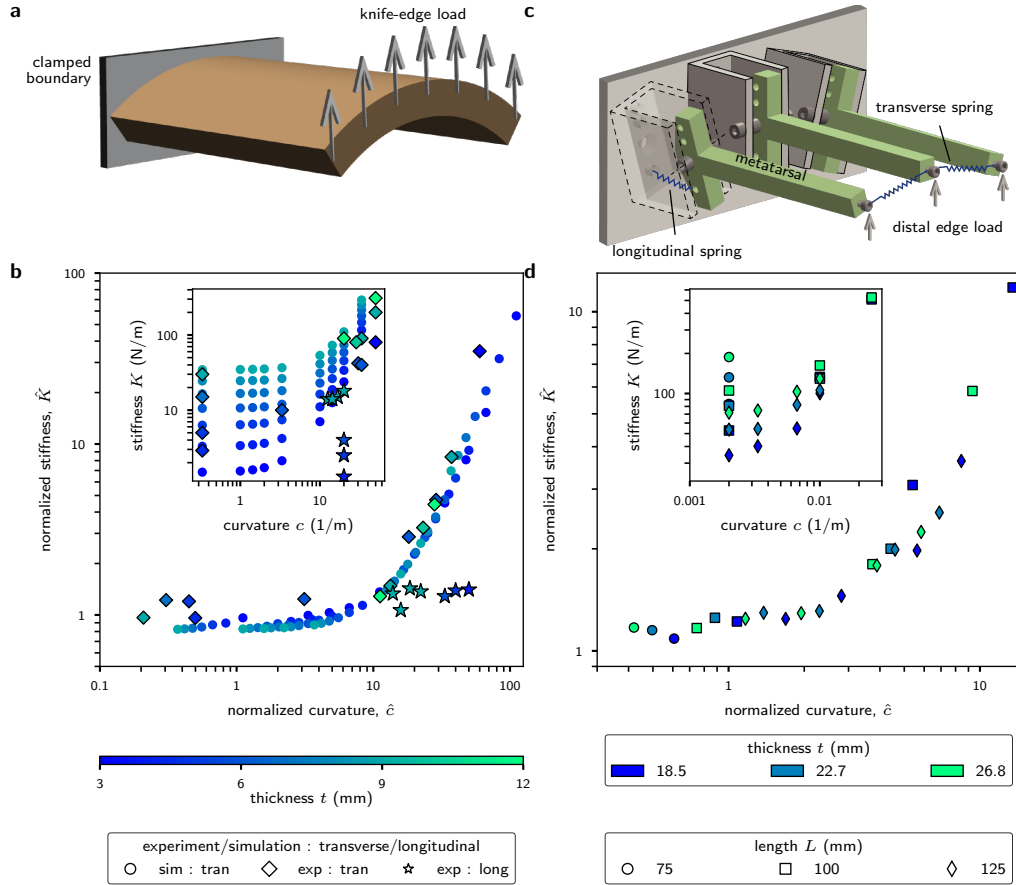 a
knife-edge load
clamped
boundary
c
transverse spring
metatarsal
distal edge load
longitudinal spring
b
100
10
1
normalized stiffness, K̂
0.1
1
10
100
normalized curvature, ĉ
100
10
stiffness K (N/m)
1
10
curvature c (1/m)
3
6
9
12
thickness t (mm)
experiment/simulation : transverse/longitudinal
sim : tran
exp : tran
exp : long
d
10
1
normalized stiffness, K̂
1
10
normalized curvature, ĉ
100
stiffness K (N/m)
0.001
0.01
curvature c (1/m)
thickness t (mm)
18.5
22.7
26.8
length L (mm)
75
100
125